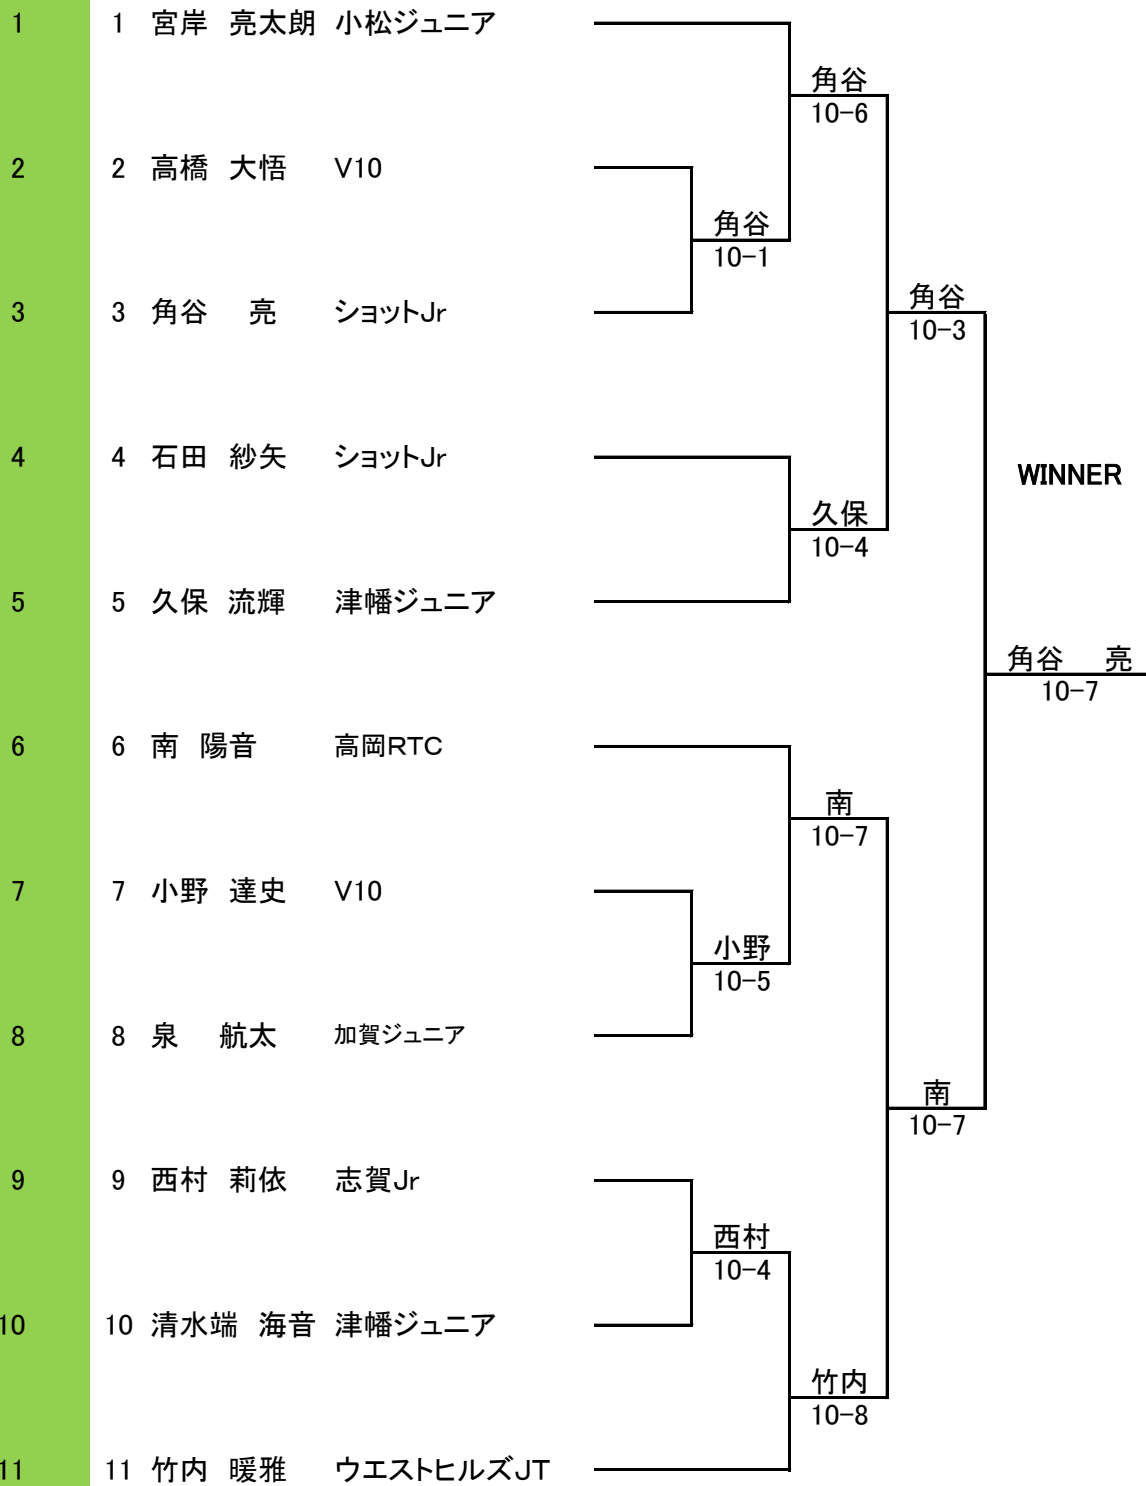 1 1 宮岸 亮太朗 小松ジュニア
角谷
10-6
2 2 高橋 大悟 V10
角谷
10-1
3 3 角谷 亮 ショットJr
角谷
10-3
4 4 石田 紗矢 ショットJr
WINNER
久保
10-4
5 5 久保 流輝 津幡ジュニア
角谷 亮
10-7
6 6 南 陽音 高岡RTC
南
10-7
7 7 小野 達史 V10
小野
10-5
8 8 泉 航太 加賀ジュニア
南
10-7
9 9 西村 莉依 志賀Jr
西村
10-4
10 10 清水端 海音 津幡ジュニア
竹内
10-8
11 11 竹内 暖雅 ウエストヒルズJT